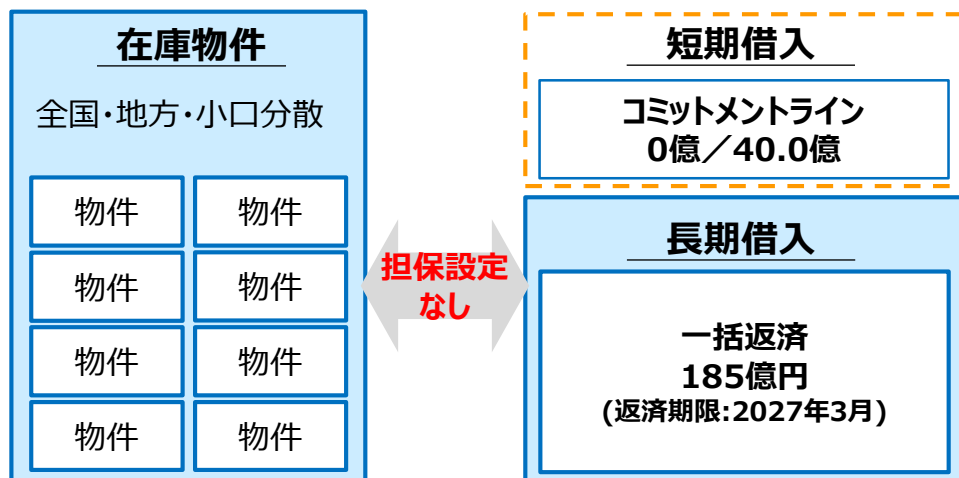 在庫物件
全国・地方・小口分散
物件
物件
物件
物件
物件
物件
物件
物件
担保設定
なし
短期借入
コミットメントライン
0億／40.0億
長期借入
一括返済
185億円
(返済期限:2027年3月)